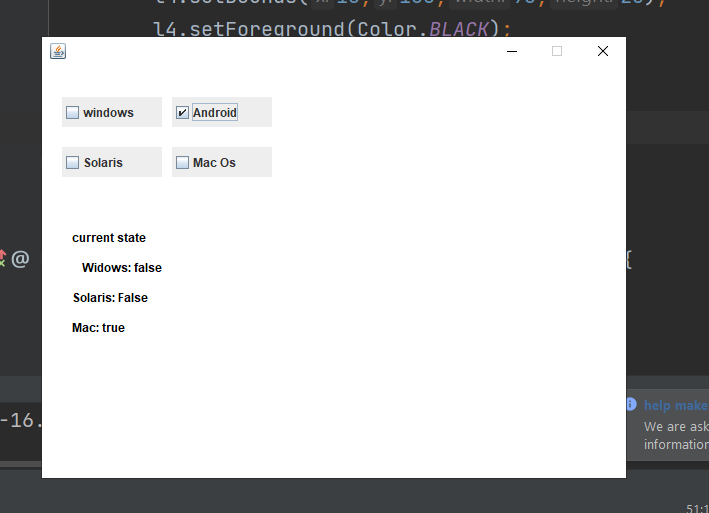 l4.setForeground(Color.BLACK);
windows Android
Solaris Mac Os
current state
Widows: false
Solaris: False
Mac: true
@ {
-16.
help make
We are ask
information
51:1